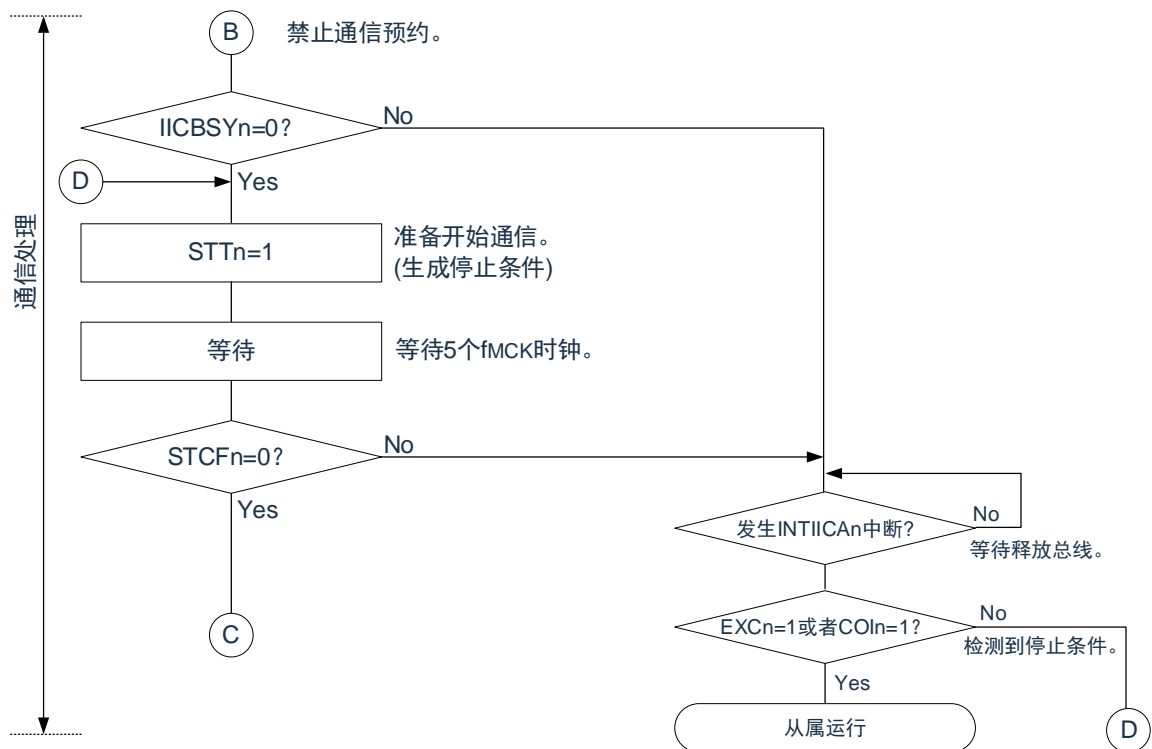 B
禁止通信预约。
IICBSYn=0?
No
D
Yes
通信处理
STTn=1
准备开始通信。
(生成停止条件)
等待
等待5个fMCK时钟。
STCFn=0?
No
Yes
发生INTIICAn中断?
No
等待释放总线。
C
EXCn=1或者COIn=1?
No
检测到停止条件。
Yes
从属运行
D